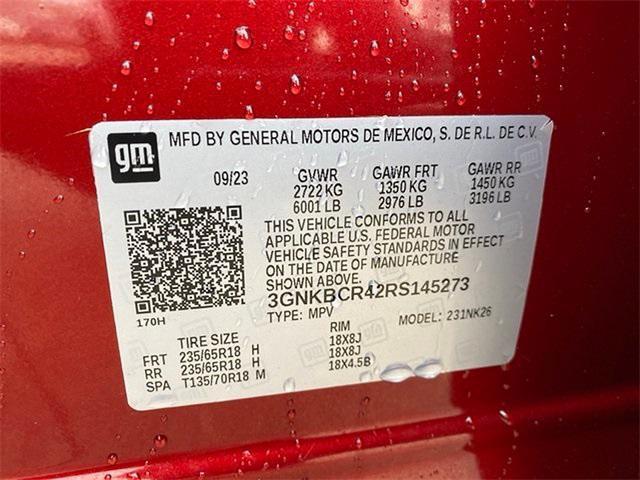 gm MFD BY GENERAL MOTORS DE MEXICO, S. DE R.L. DE C.V.
09/23 GVWR GAWR FRT GAWR RR
2722 KG 1350 KG 1450 KG
6001 LB 2976 LB 3196 LB
THIS VEHICLE CONFORMS TO ALL
APPLICABLE U.S. FEDERAL MOTOR
VEHICLE SAFETY STANDARDS IN EFFECT
ON THE DATE OF MANUFACTURE
3GNKBCR42RS145273
170H TYPE: MPV MODEL: 231NK26
TIRE SIZE RIM
FRT 235/65R18 H 18X8J
RR 235/65R18 H 18X8J
SPA T135/70R18 M 18X4.5B